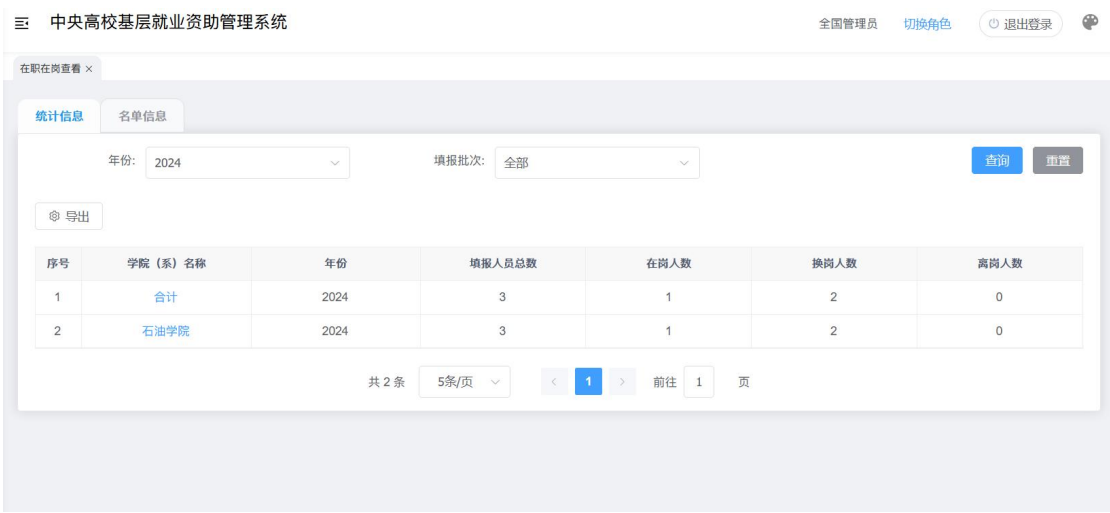 中央高校基层就业资助管理系统 全国管理员 切换角色 退出登录
在职在岗查看 ×
统计信息 名单信息
年份: 2024 填报批次: 全部 查询 重置
导出
序号 学院（系）名称 年份 填报人员总数 在岗人数 换岗人数 离岗人数
1 合计 2024 3 1 2 0
2 石油学院 2024 3 1 2 0
共 2 条 5条/页 < 1 > 前往 1 页